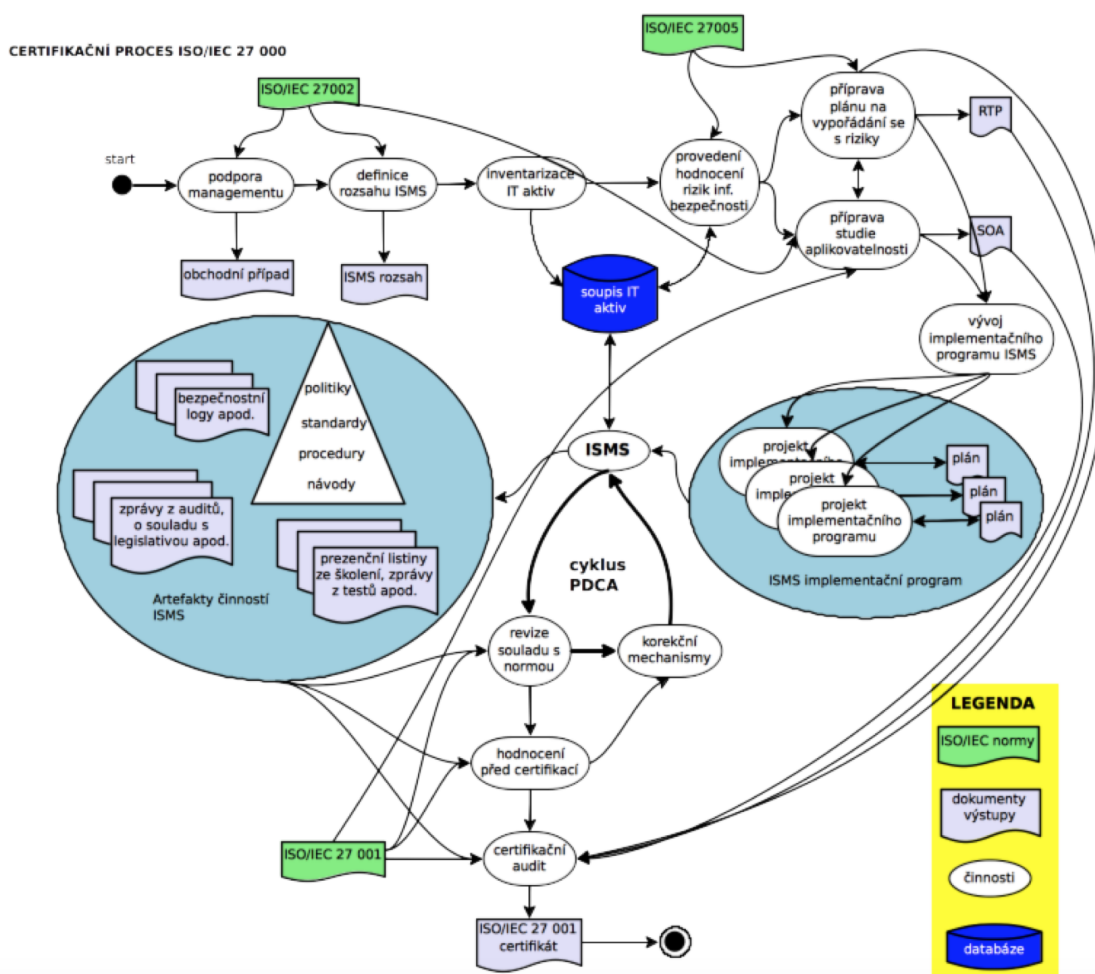 CERTIFIKAČNÍ PROCES ISO/IEC 27 000
ISO/IEC 27005
ISO/IEC 27002
příprava
plánu na
vypořádání se
s riziky
RTP
start
podpora
managementu
definice
rozsahu ISMS
inventarizace
IT aktiv
provedení
hodnocení
rizik inf.
bezpečnosti
příprava
studie
aplikovatelnosti
SOA
obchodní případ
ISMS rozsah
soupis IT
aktiv
vývoj
implementačního
programu ISMS
politiky
standardy
procedury
návody
bezpečnostní
logy apod.
zprávy z auditů,
o souladu s
legislativou apod.
prezenční listiny
ze školení, zprávy
z testů apod.
Artefakty činností
ISMS
ISMS
projekt
implementačního
projekt
projekt
implementačního
programu
plán
plán
plán
ISMS implementační program
cyklus
PDCA
revize
souladu s
normou
korekční
mechanismy
hodnocení
před certifikací
ISO/IEC 27 001
certifikační
audit
ISO/IEC 27 001
certifikát
LEGENDA
ISO/IEC normy
dokumenty
výstupy
činnosti
databáze